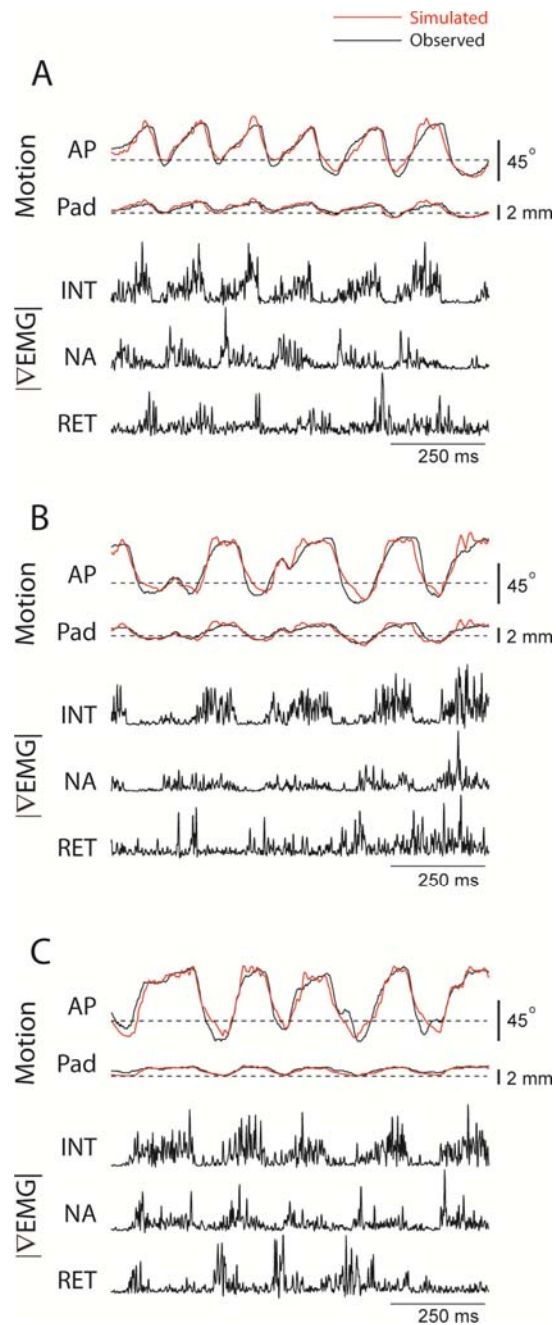 Simulated
Observed
A
Motion
AP
45°
Pad
2 mm
|∇EMG|
INT
NA
RET
250 ms
B
Motion
AP
45°
Pad
2 mm
|∇EMG|
INT
NA
RET
250 ms
C
Motion
AP
45°
Pad
2 mm
|∇EMG|
INT
NA
RET
250 ms